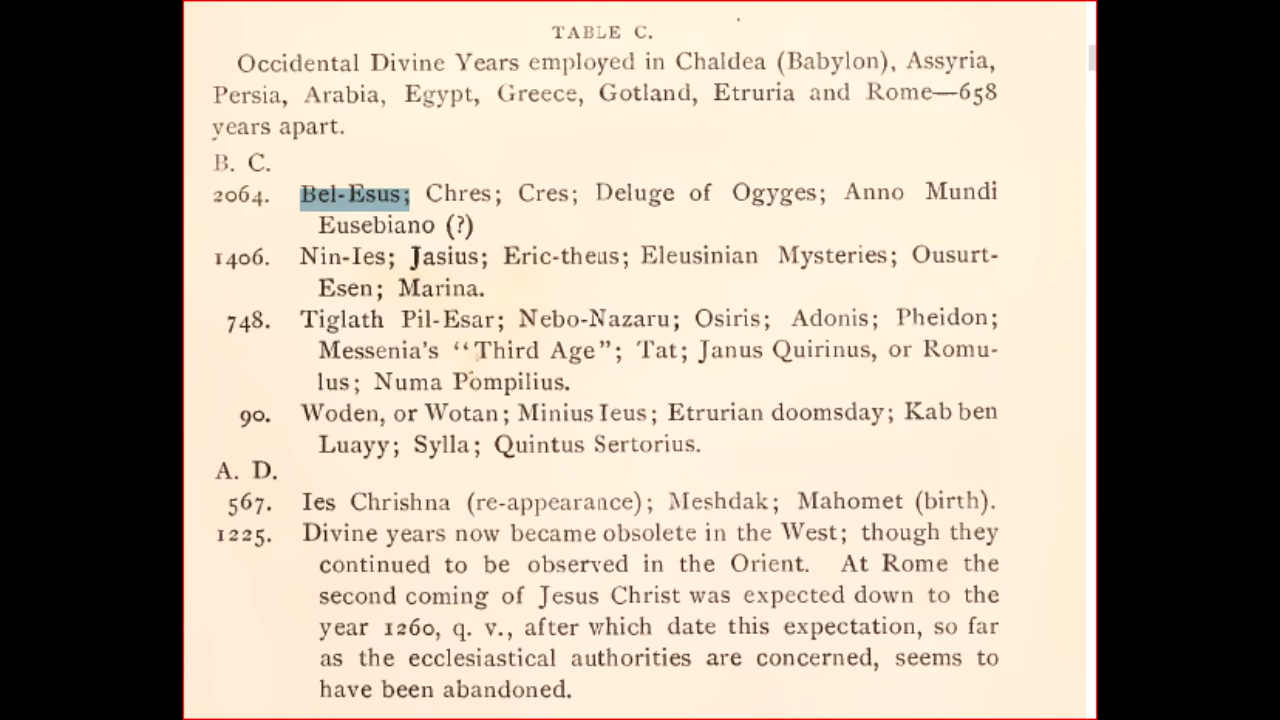 TABLE C.
Occidental Divine Years employed in Chaldea (Babylon), Assyria,
Persia, Arabia, Egypt, Greece, Gotland, Etruria and Rome—658
years apart.
B. C.
2064. Bel-Esus; Chres; Cres; Deluge of Ogyges; Anno Mundi
Eusebiano (?)
1406. Nin-Ies; Jasius; Eric-theus; Eleusinian Mysteries; Ousurt-
Esen; Marina.
748. Tiglath Pil-Esar; Nebo-Nazaru; Osiris; Adonis; Pheidon;
Messenia's "Third Age"; Tat; Janus Quirinus, or Romu-
lus; Numa Pompilius.
90. Woden, or Wotan; Minius Ieus; Etrurian doomsday; Kab ben
Luayy; Sylla; Quintus Sertorius.
A. D.
567. Ies Chrishna (re-appearance); Meshdak; Mahomet (birth).
1225. Divine years now became obsolete in the West; though they
continued to be observed in the Orient. At Rome the
second coming of Jesus Christ was expected down to the
year 1260, q. v., after which date this expectation, so far
as the ecclesiastical authorities are concerned, seems to
have been abandoned.